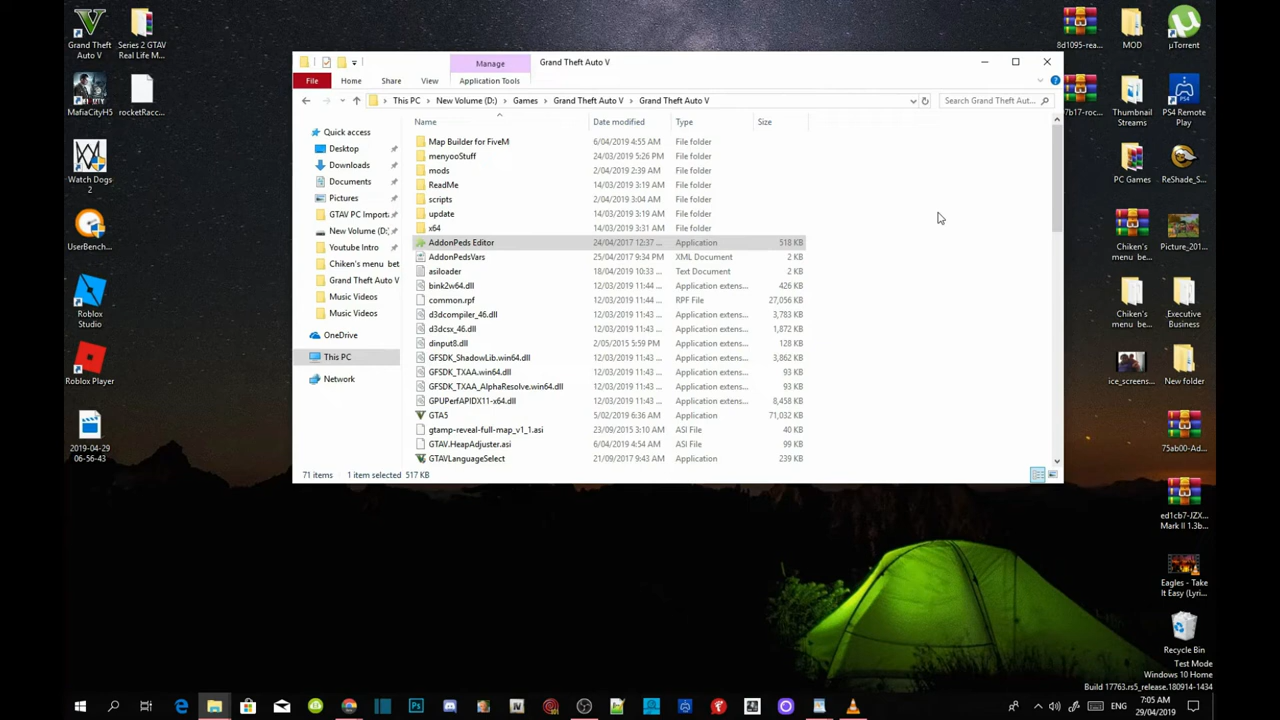 Grand Theft Auto V
Series 2 GTAV Real Life M...
MafiaCityH5
rocketRacc...
Watch Dogs 2
UserBench...
Roblox Studio
Roblox Player
2019-04-29 06-56-43
Manage
Grand Theft Auto V
File
Home
Share
View
Application Tools
This PC
New Volume (D:)
Games
Grand Theft Auto V
Grand Theft Auto V
Search Grand Theft Aut...
Quick access
Desktop
Downloads
Documents
Pictures
GTAV PC Import
New Volume (D:)
Youtube Intro
Chiken's menu bet
Grand Theft Auto V
Music Videos
Music Videos
OneDrive
This PC
Network
Name Date modified Type Size
Map Builder for FiveM 6/04/2019 4:55 AM File folder
menyooStuff 24/03/2019 5:26 PM File folder
mods 2/04/2019 2:39 AM File folder
ReadMe 14/03/2019 3:19 AM File folder
scripts 2/04/2019 3:04 AM File folder
update 14/03/2019 3:19 AM File folder
x64 14/03/2019 3:31 AM File folder
AddonPeds Editor 24/04/2017 12:37 ... Application 518 KB
AddonPedsVars 25/04/2017 9:34 PM XML Document 2 KB
asiloader 18/04/2019 10:33 ... Text Document 2 KB
bink2w64.dll 12/03/2019 11:44 ... Application extens... 426 KB
common.rpf 12/03/2019 11:44 ... RPF File 27,056 KB
d3dcompiler_46.dll 12/03/2019 11:43 ... Application extens... 3,783 KB
d3dcsx_46.dll 12/03/2019 11:43 ... Application extens... 1,872 KB
dinput8.dll 2/05/2015 5:59 PM Application extens... 128 KB
GFSDK_ShadowLib.win64.dll 12/03/2019 11:43 ... Application extens... 3,862 KB
GFSDK_TXAA.win64.dll 12/03/2019 11:43 ... Application extens... 93 KB
GFSDK_TXAA_AlphaResolve.win64.dll 12/03/2019 11:43 ... Application extens... 93 KB
GPUPerfAPIDX11-x64.dll 12/03/2019 11:43 ... Application extens... 8,458 KB
GTA5 5/02/2019 6:36 AM Application 71,032 KB
gtamp-reveal-full-map_v1_1.asi 23/09/2015 3:10 AM ASI File 40 KB
GTAV.HeapAdjuster.asi 6/04/2019 4:54 AM ASI File 99 KB
GTAVLanguageSelect 21/09/2017 9:43 AM Application 239 KB
71 items 1 item selected 517 KB
8d1095-rea...
MOD
µTorrent
97b17-roc...
Thumbnail Streams
PS4 Remote Play
PC Games
ReShade_S...
Chiken's menu be...
Picture_201...
Chiken's menu be...
Executive Business
ice_screens...
New folder
75ab00-Ad...
ed1cb7-JZX... Mark II 1.3b...
Eagles - Take It Easy (Lyri...
Recycle Bin
Test Mode
Windows 10 Home
Build 17763.rs5_release.180914-1434
ENG
7:05 AM
29/04/2019